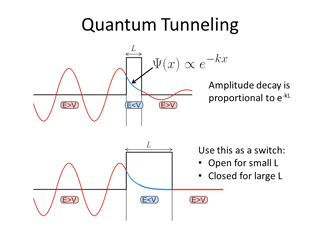 Quantum Tunneling
L
Ψ(x) ∝ e^{-kx}
Amplitude decay is
proportional to e^{-kL}
E>V E<V E>V
L
Use this as a switch:
• Open for small L
• Closed for large L
E>V E<V E>V